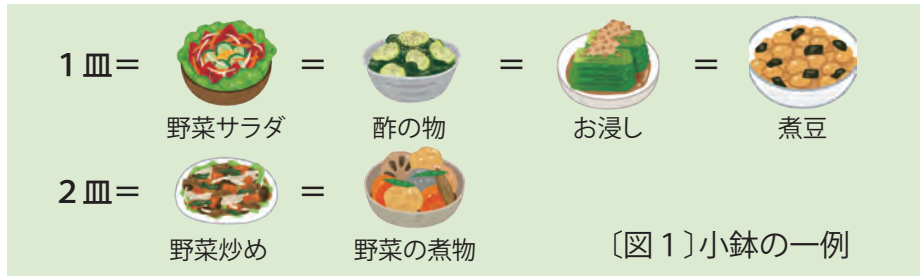 1皿= = = =
野菜サラダ 酢の物 お浸し 煮豆
2皿= =
野菜炒め 野菜の煮物 〔図1〕小鉢の一例